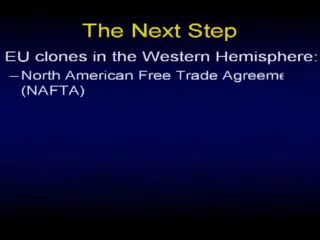 The Next Step
EU clones in the Western Hemisphere:
–North American Free Trade Agreeme
(NAFTA)